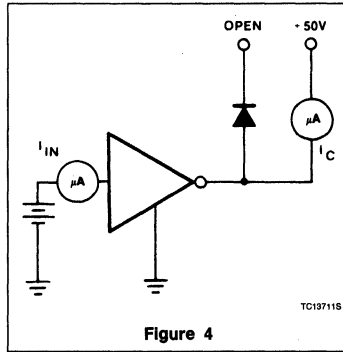 OPEN + 50V
μA
I C
I IN
μA
TC13711S
Figure 4